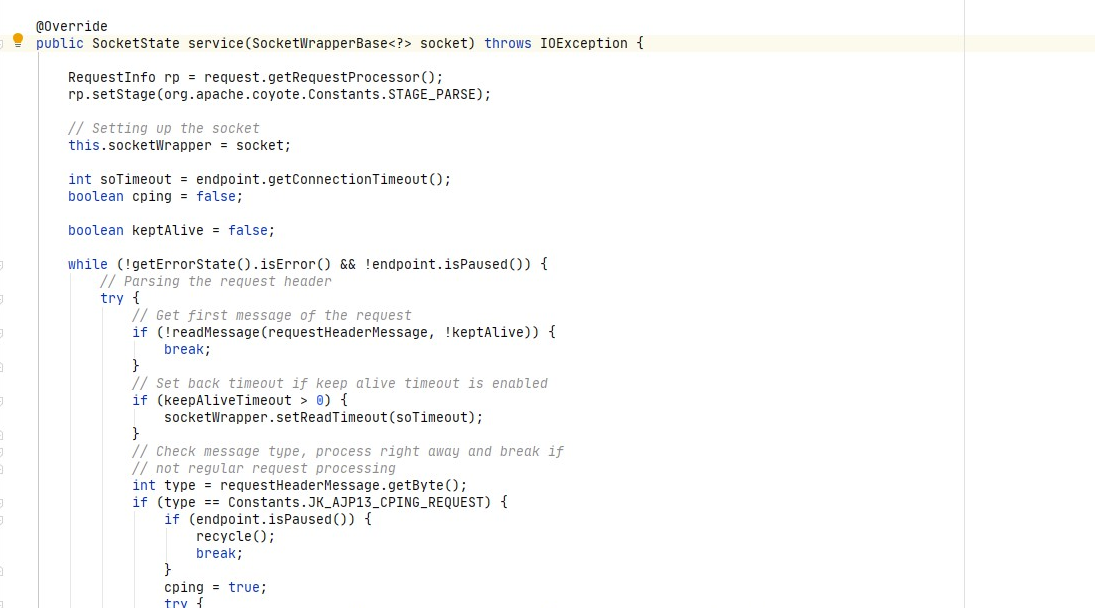 @Override
public SocketState service(SocketWrapperBase<?> socket) throws IOException {
RequestInfo rp = request.getRequestProcessor();
rp.setStage(org.apache.coyote.Constants.STAGE_PARSE);
// Setting up the socket
this.socketWrapper = socket;
int soTimeout = endpoint.getConnectionTimeout();
boolean cping = false;
boolean keptAlive = false;
while (!getErrorState().isError() && !endpoint.isPaused()) {
// Parsing the request header
try {
// Get first message of the request
if (!readMessage(requestHeaderMessage, !keptAlive)) {
break;
}
// Set back timeout if keep alive timeout is enabled
if (keepAliveTimeout > 0) {
socketWrapper.setReadTimeout(soTimeout);
}
// Check message type, process right away and break if
// not regular request processing
int type = requestHeaderMessage.getByte();
if (type == Constants.JK_AJP13_CPING_REQUEST) {
if (endpoint.isPaused()) {
recycle();
break;
}
cping = true;
try {